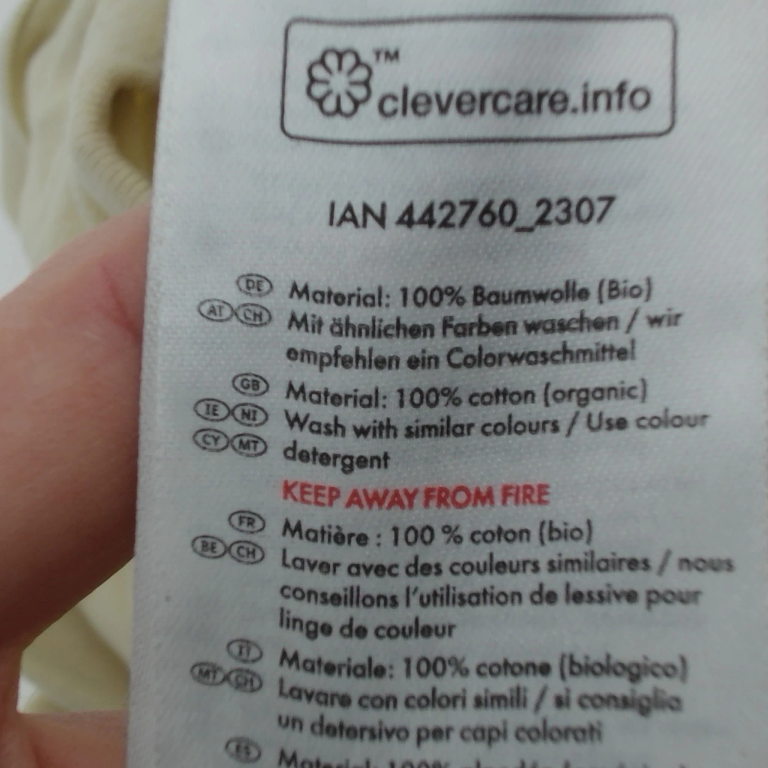 ™
clevercare.info
IAN 442760_2307
DE Material: 100% Baumwolle (Bio)
AT CH Mit ähnlichen Farben waschen / wir
empfehlen ein Colorwaschmittel
GB Material: 100% cotton (organic)
IE NI Wash with similar colours / Use colour
CY MT detergent
KEEP AWAY FROM FIRE
FR Matière : 100 % coton (bio)
BE CH Laver avec des couleurs similaires / nous
conseillons l'utilisation de lessive pour
linge de couleur
IT Materiale: 100% cotone (biologico)
MT CH Lavare con colori simili / si consiglia
un detersivo per capi colorati
ES Material: 100%